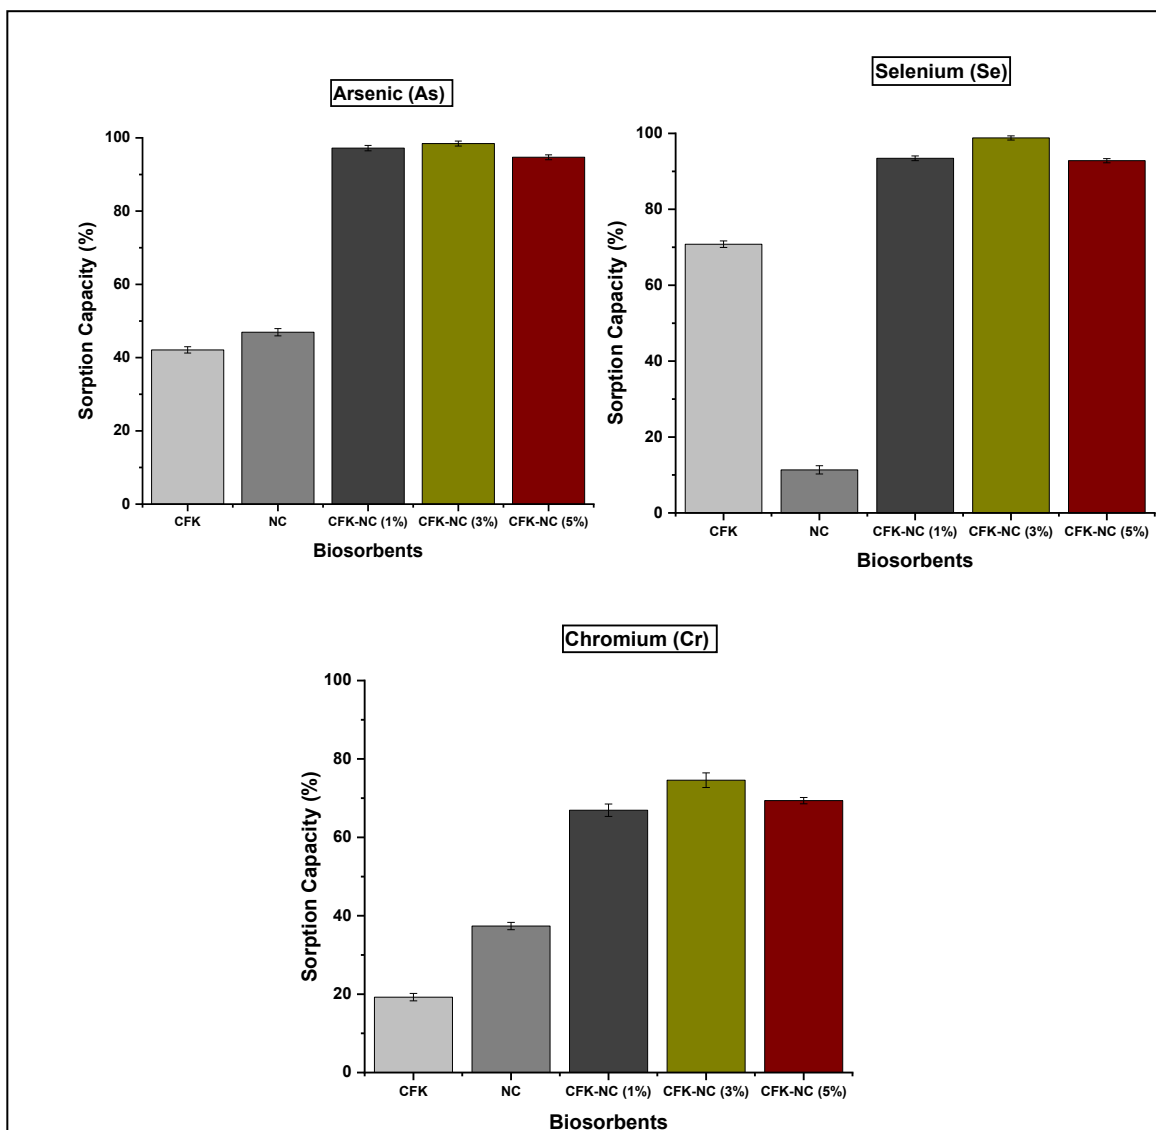 Arsenic (As)
100
80
60
40
20
0
Sorption Capacity (%)
CFK NC CFK-NC (1%) CFK-NC (3%) CFK-NC (5%)
Biosorbents
Selenium (Se)
100
80
60
40
20
0
Sorption Capacity (%)
CFK NC CFK-NC (1%) CFK-NC (3%) CFK-NC (5%)
Biosorbents
Chromium (Cr)
100
80
60
40
20
0
Sorption Capacity (%)
CFK NC CFK-NC (1%) CFK-NC (3%) CFK-NC (5%)
Biosorbents